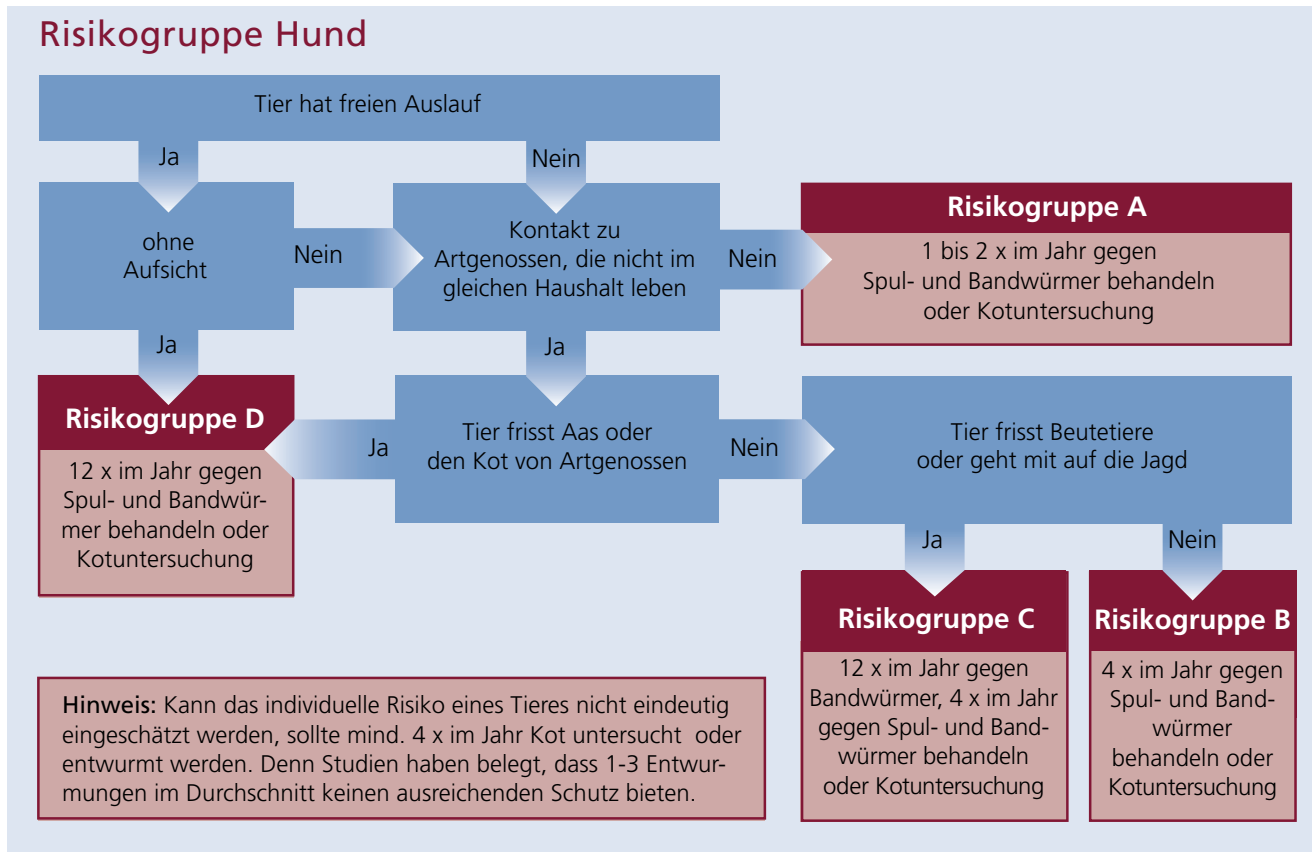 Risikogruppe Hund
Tier hat freien Auslauf
Ja
Nein
ohne
Aufsicht
Nein
Kontakt zu
Artgenossen, die nicht im
gleichen Haushalt leben
Nein
Risikogruppe A
1 bis 2 x im Jahr gegen
Spul- und Bandwürmer behandeln
oder Kotuntersuchung
Ja
Ja
Risikogruppe D
12 x im Jahr gegen
Spul- und Bandwür-
mer behandeln oder
Kotuntersuchung
Ja
Tier frisst Aas oder
den Kot von Artgenossen
Nein
Tier frisst Beutetiere
oder geht mit auf die Jagd
Ja
Nein
Risikogruppe C
12 x im Jahr gegen
Bandwürmer, 4 x im Jahr
gegen Spul- und Band-
würmer behandeln
oder Kotuntersuchung
Risikogruppe B
4 x im Jahr gegen
Spul- und Band-
würmer
behandeln oder
Kotuntersuchung
Hinweis: Kann das individuelle Risiko eines Tieres nicht eindeutig
eingeschätzt werden, sollte mind. 4 x im Jahr Kot untersucht oder
entwurmt werden. Denn Studien haben belegt, dass 1-3 Entwur-
mungen im Durchschnitt keinen ausreichenden Schutz bieten.